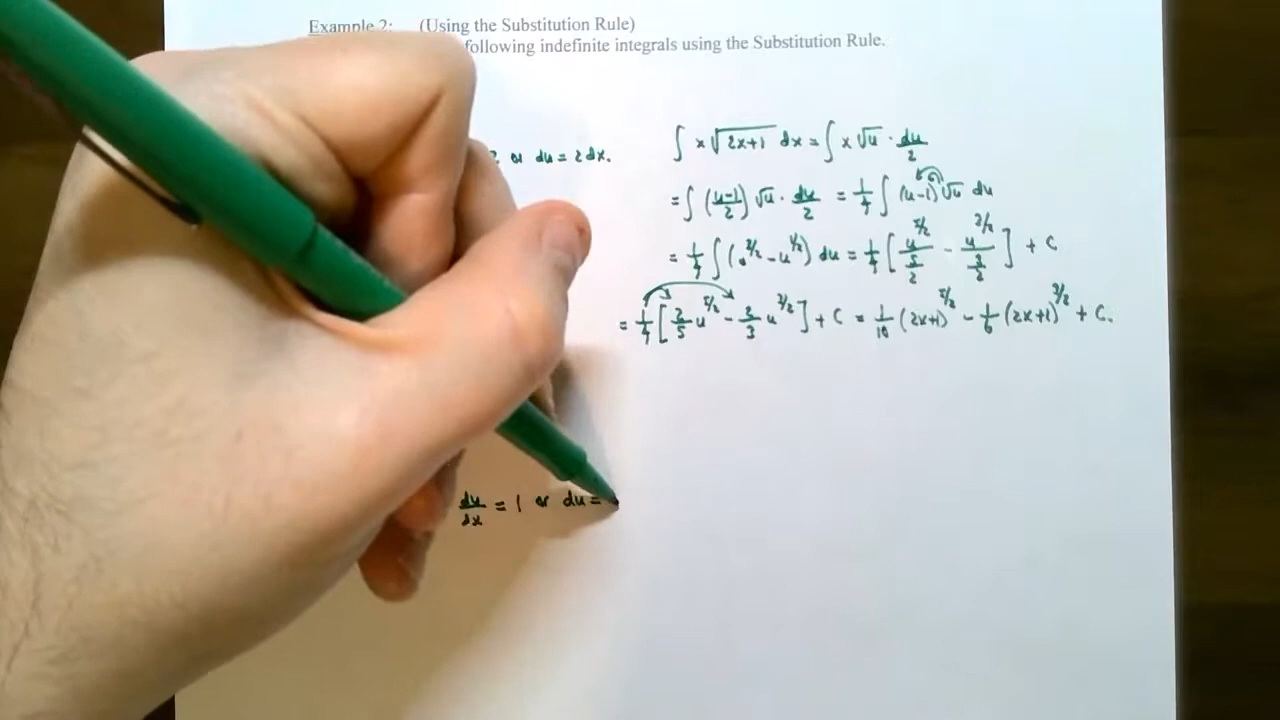 Example 2: (Using the Substitution Rule)
following indefinite integrals using the Substitution Rule.
or du = 2dx.
∫ x √(2x+1) dx = ∫ x √u · du/2
= ∫ ((u-1)/2) √u · du/2 = 1/4 ∫ (u-1) √u du
= 1/4 ∫ (u^(3/2) - u^(1/2)) du = 1/4 [ u^(5/2)/(5/2) - u^(3/2)/(3/2) ] + C
= 1/4 [ 2/5 u^(5/2) - 2/3 u^(3/2) ] + C = 1/10 (2x+1)^(5/2) - 1/6 (2x+1)^(3/2) + C.
du/dx = 1 or du =